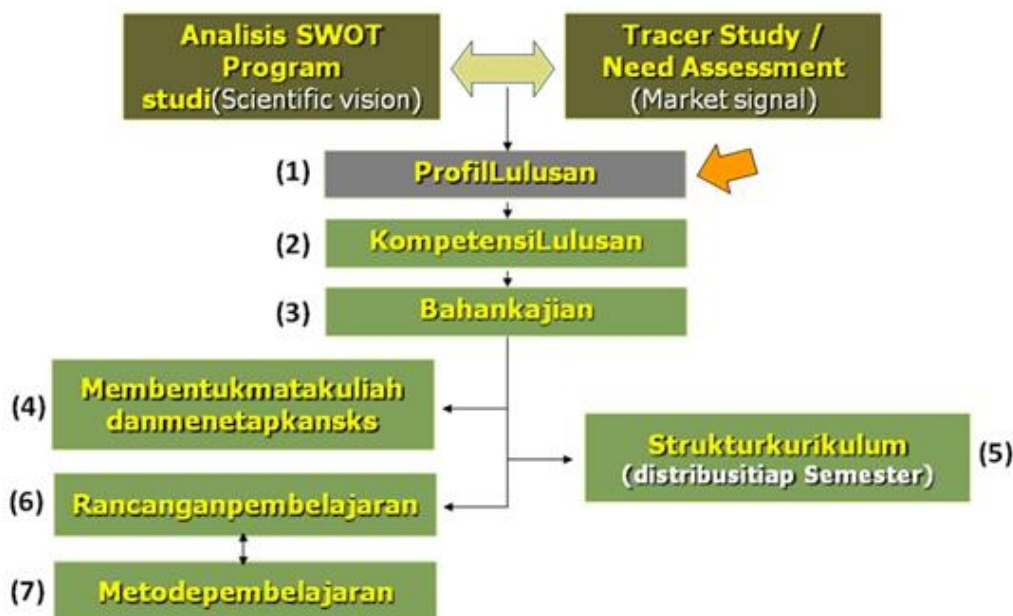 Analisis SWOT
Program
studi(Scientific vision)
Tracer Study /
Need Assessment
(Market signal)
(1)
ProfilLulusan
(2)
KompetensiLulusan
(3)
Bahankajian
(4)
Membentukmatakuliah
danmenetapkansks
Strukturkurikulum
(distribusitiap Semester)
(5)
(6)
Rancanganpembelajaran
(7)
Metodepembelajaran